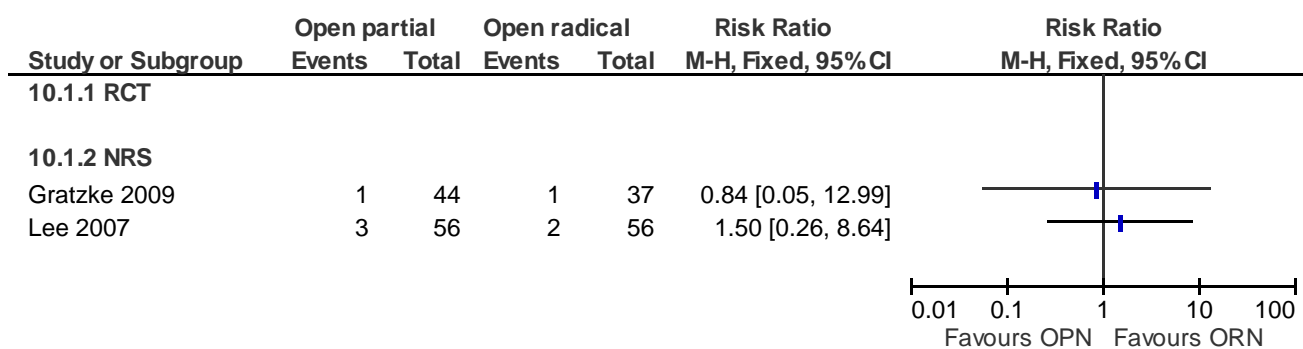 Open partial Open radical Risk Ratio Risk Ratio
Study or Subgroup Events Total Events Total M-H, Fixed, 95% CI M-H, Fixed, 95% CI
10.1.1 RCT
10.1.2 NRS
Gratzke 2009 1 44 1 37 0.84 [0.05, 12.99]
Lee 2007 3 56 2 56 1.50 [0.26, 8.64]
0.01 0.1 1 10 100
Favours OPN Favours ORN